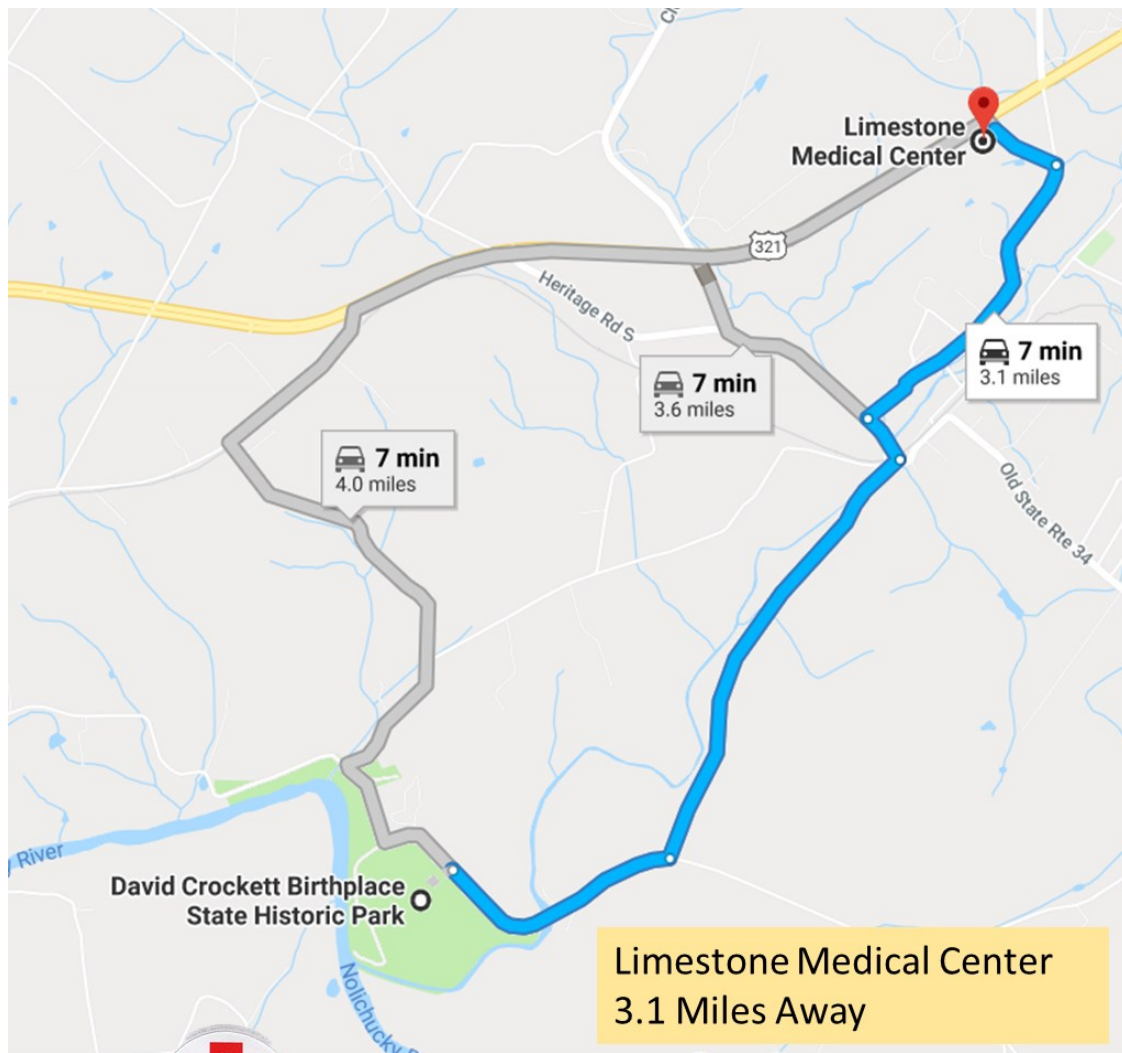 Limestone
Medical Center
321
Heritage Rd S
7 min
3.1 miles
7 min
3.6 miles
7 min
4.0 miles
Old State Rte 34
River
David Crockett Birthplace
State Historic Park
Nolichucky
Limestone Medical Center
3.1 Miles Away